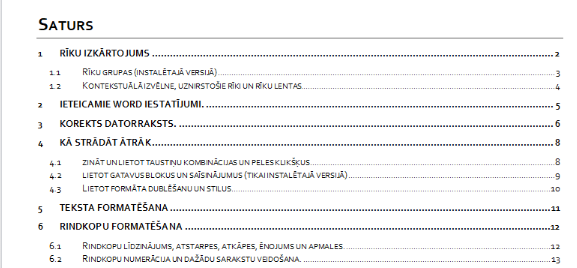 SATURS
1 RĪKU IZKĀRTOJUMS 2
1.1 RĪKU GRUPAS (INSTALĒTAJĀ VERSIJĀ) 3
1.2 KONTEKSTUĀLĀ IZVĒLNE, UZNIRSTOŠIE RĪKI UN RĪKU LENTAS 4
2 IETEICAMIE WORD IESTATĪJUMI. 5
3 KOREKTS DATORRAKSTS. 6
4 KĀ STRĀDĀT ĀTRĀK 8
4.1 ZINĀT UN LIETOT TAUSTIŅU KOMBINĀCIJAS UN PELES KLIKŠĶUS 8
4.2 LIETOT GATAVUS BLOKUS UN SAĪSINĀJUMUS (TIKAI INSTALĒTAJĀ VERSIJĀ) 9
4.3 LIETOT FORMĀTA DUBLĒŠANU UN STILUS 10
5 TEKSTA FORMATĒŠANA 11
6 RINDKOPU FORMATĒŠANA 12
6.1 RINDKOPU LĪDZINĀJUMS, ATSTARPES, ATKĀPES, ĒNOJUMS UN APMALES 12
6.2 RINDKOPU NUMERĀCIJA UN DAŽĀDU SARAKSTU VEIDOŠANA. 13